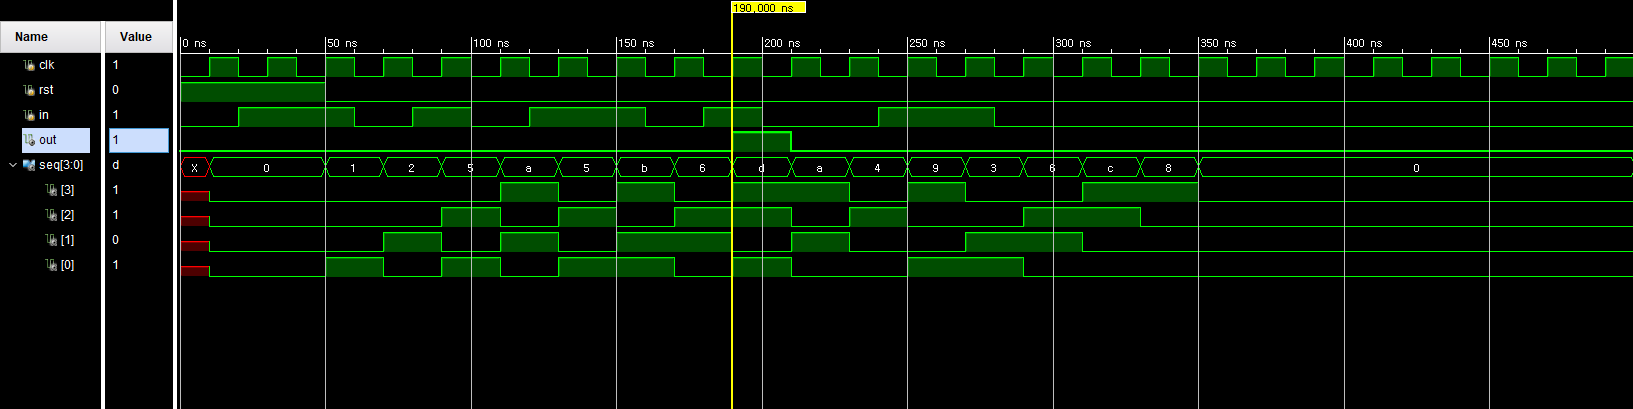 190,000 ns
Name Value
0 ns 50 ns 100 ns 150 ns 200 ns 250 ns 300 ns 350 ns 400 ns 450 ns
clk 1
rst 0
in 1
out 1
seq[3:0] d X 0 1 2 5 a 5 b 6 d a 4 9 3 6 c 8 0
[3] 1
[2] 1
[1] 0
[0] 1